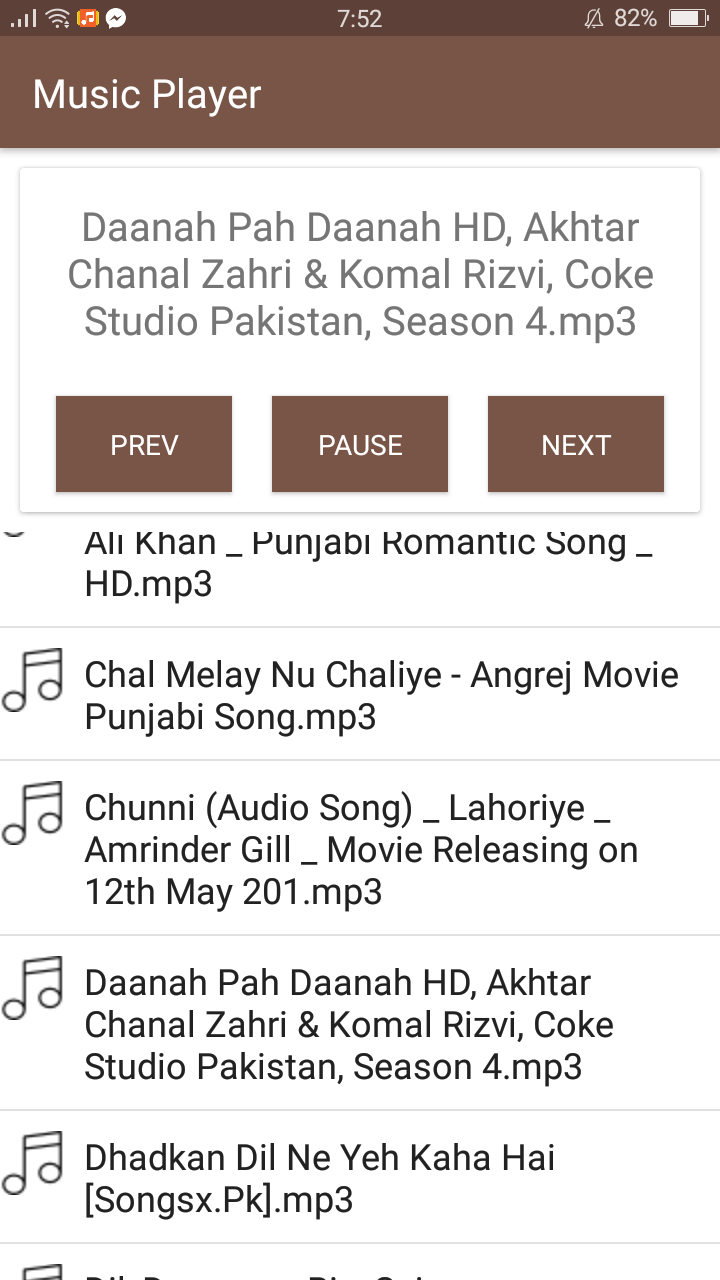 7:52
82%
Music Player
Daanah Pah Daanah HD, Akhtar
Chanal Zahri & Komal Rizvi, Coke
Studio Pakistan, Season 4.mp3
PREV
PAUSE
NEXT
Ali Khan _ Punjabi Romantic Song _
HD.mp3
Chal Melay Nu Chaliye - Angrej Movie
Punjabi Song.mp3
Chunni (Audio Song) _ Lahoriye _
Amrinder Gill _ Movie Releasing on
12th May 201.mp3
Daanah Pah Daanah HD, Akhtar
Chanal Zahri & Komal Rizvi, Coke
Studio Pakistan, Season 4.mp3
Dhadkan Dil Ne Yeh Kaha Hai
[Songsx.Pk].mp3